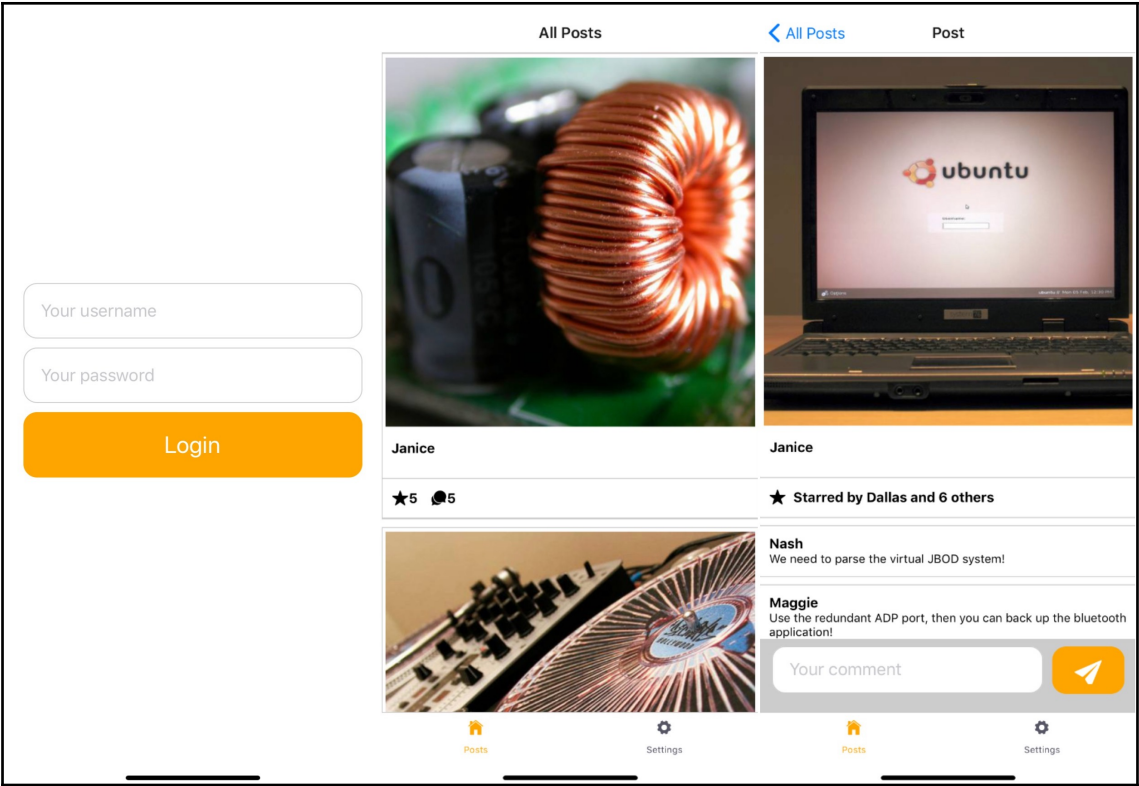 Your username
Your password
Login
All Posts
Janice
5 5
Posts
Settings
All Posts
Post
ubuntu
Janice
Starred by Dallas and 6 others
Nash
We need to parse the virtual JBOD system!
Maggie
Use the redundant ADP port, then you can back up the bluetooth
application!
Your comment
Posts
Settings